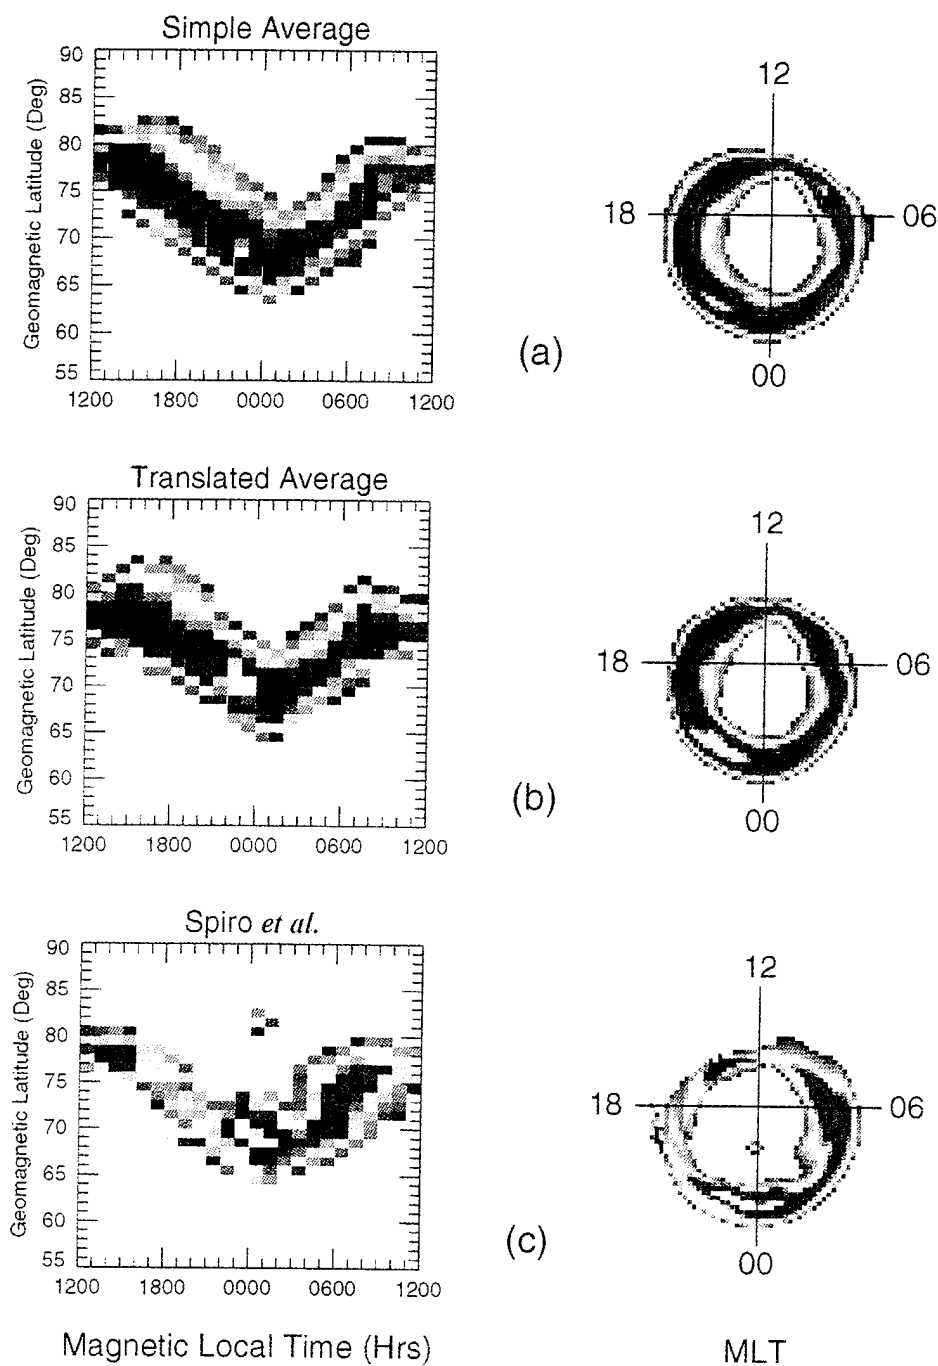 Simple Average
Geomagnetic Latitude (Deg)
90
85
80
75
70
65
60
55
1200 1800 0000 0600 1200
12
18 06
00
(a)
Translated Average
Geomagnetic Latitude (Deg)
90
85
80
75
70
65
60
55
1200 1800 0000 0600 1200
12
18 06
00
(b)
Spiro et al.
Geomagnetic Latitude (Deg)
90
85
80
75
70
65
60
55
1200 1800 0000 0600 1200
12
18 06
00
(c)
Magnetic Local Time (Hrs)
MLT